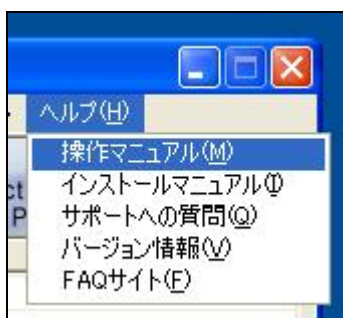 ヘルプ(H)
操作マニュアル(M)
インストールマニュアル(I)
ct
サポートへの質問(Q)
P
バージョン情報(V)
FAQサイト(F)